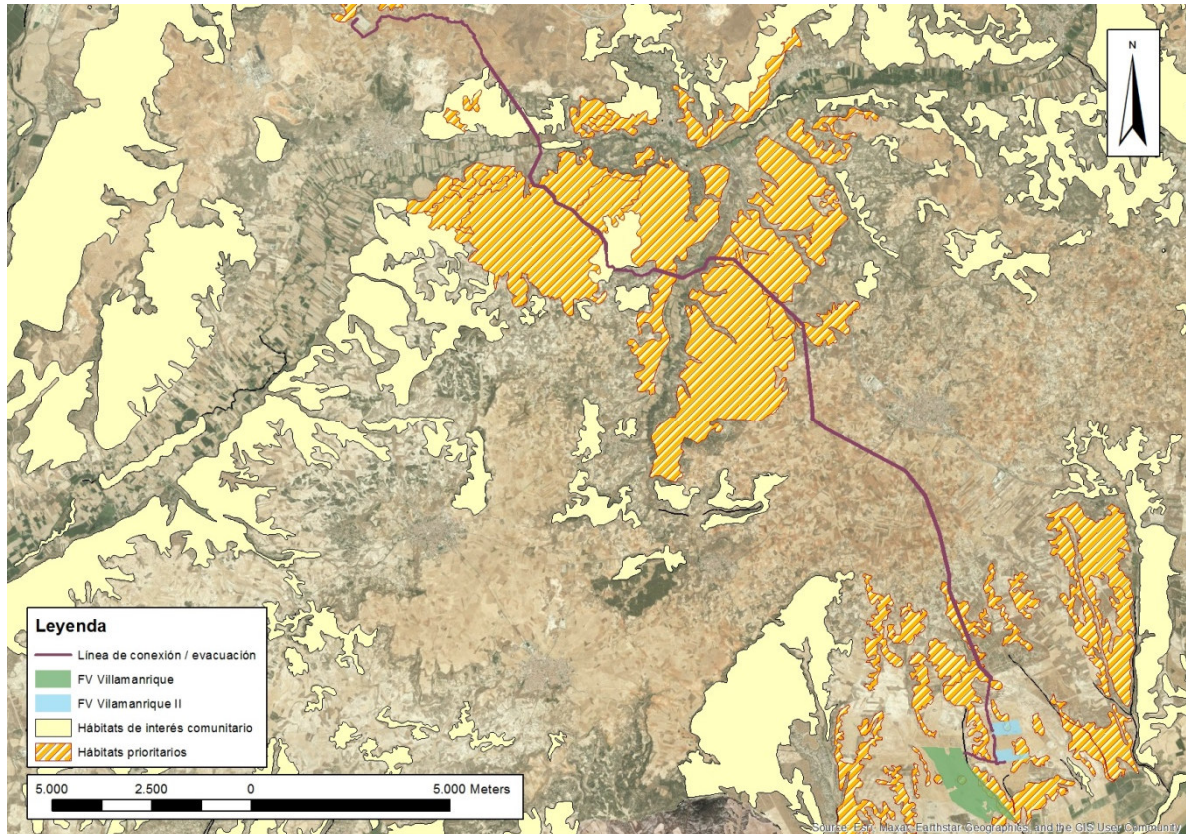 N
Leyenda
Línea de conexión / evacuación
FV Villamanrique
FV Vilamanrique II
Hábitats de interés comunitario
Hábitats prioritarios
5.000 2.500 0 5.000 Meters
Source: Esri, Maxar, Earthstar Geographics, and the GIS User Community